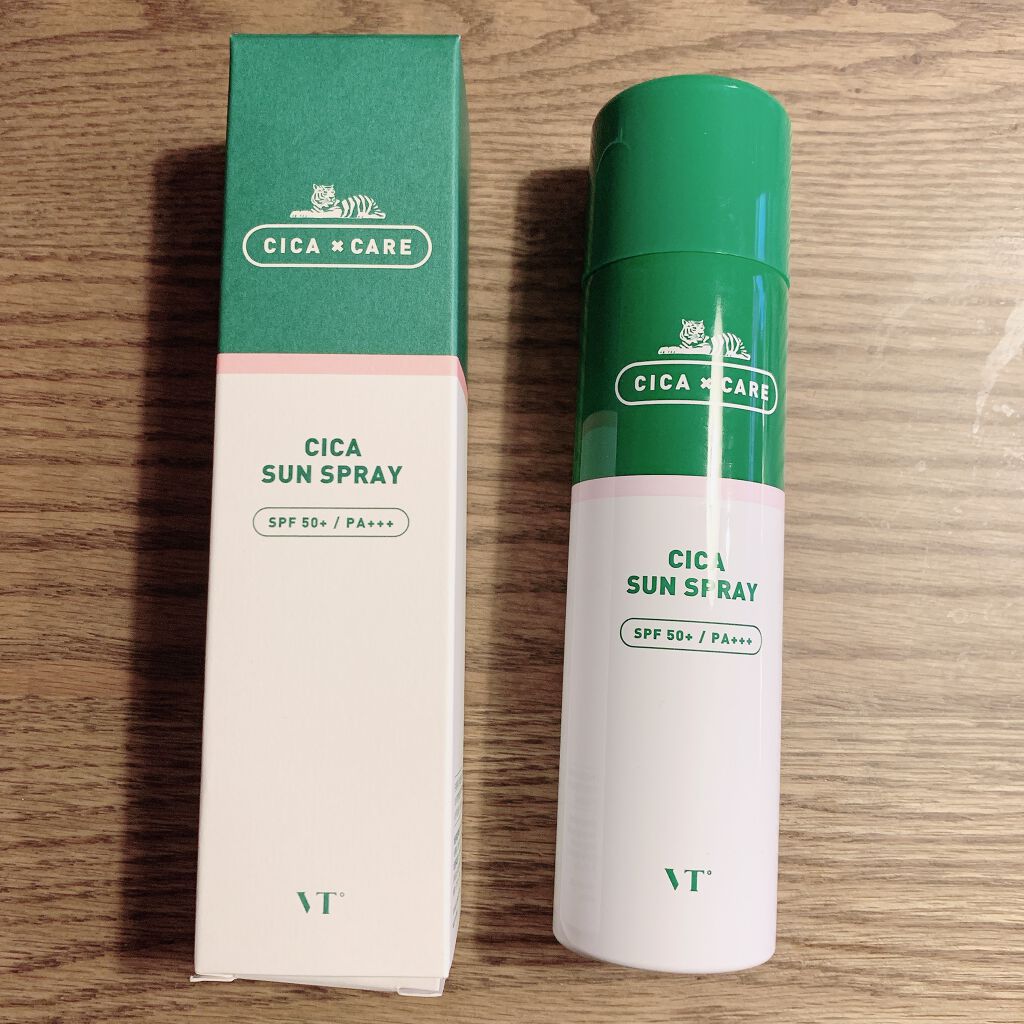 CICA × CARE
CICA
SUN SPRAY
SPF 50+ / PA+++
VT
CICA × CARE
CICA
SUN SPRAY
SPF 50+ / PA+++
VT